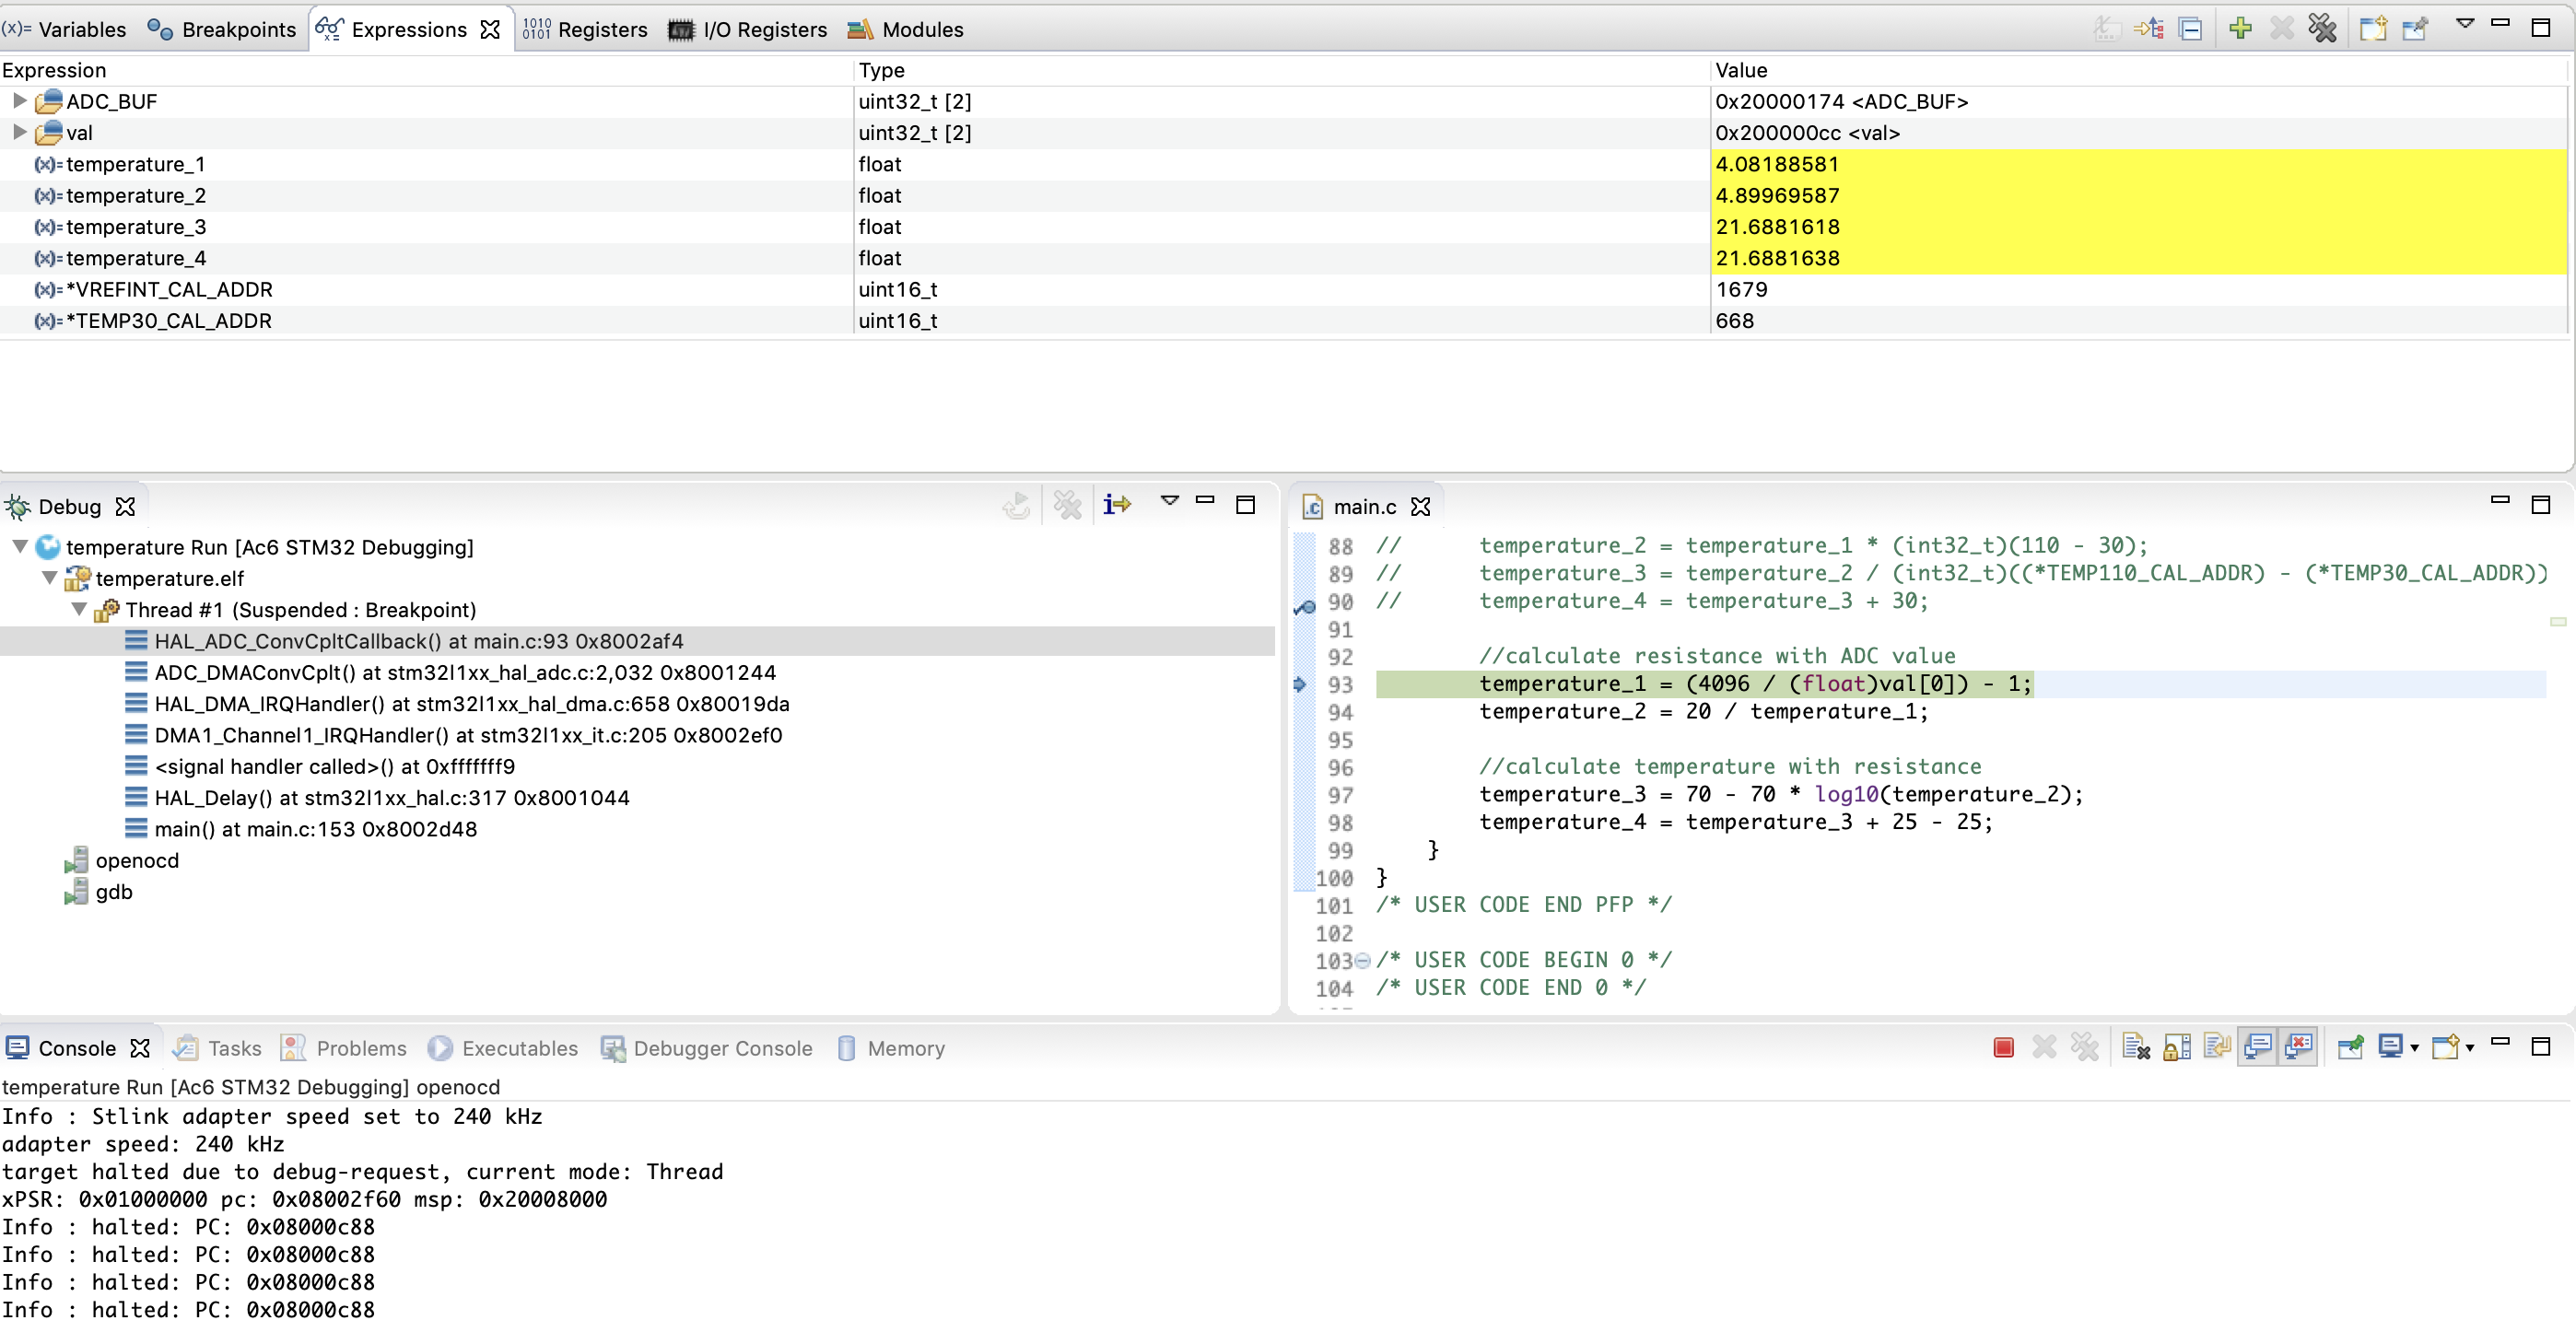 (x)= Variables Breakpoints Expressions 1010 0101 Registers I/O Registers Modules
Expression Type Value
ADC_BUF uint32_t [2] 0x20000174 <ADC_BUF>
val uint32_t [2] 0x200000cc <val>
(x)= temperature_1 float 4.08188581
(x)= temperature_2 float 4.89969587
(x)= temperature_3 float 21.6881618
(x)= temperature_4 float 21.6881638
(x)= *VREFINT_CAL_ADDR uint16_t 1679
(x)= *TEMP30_CAL_ADDR uint16_t 668
Debug
temperature Run [Ac6 STM32 Debugging]
temperature.elf
Thread #1 (Suspended : Breakpoint)
HAL_ADC_ConvCpltCallback() at main.c:93 0x8002af4
ADC_DMAConvCplt() at stm32l1xx_hal_adc.c:2,032 0x8001244
HAL_DMA_IRQHandler() at stm32l1xx_hal_dma.c:658 0x80019da
DMA1_Channel1_IRQHandler() at stm32l1xx_it.c:205 0x8002ef0
<signal handler called>() at 0xfffffff9
HAL_Delay() at stm32l1xx_hal.c:317 0x8001044
main() at main.c:153 0x8002d48
openocd
gdb
main.c
88 // temperature_2 = temperature_1 * (int32_t)(110 - 30);
89 // temperature_3 = temperature_2 / (int32_t)((*TEMP110_CAL_ADDR) - (*TEMP30_CAL_ADDR))
90 // temperature_4 = temperature_3 + 30;
91
92 //calculate resistance with ADC value
93 temperature_1 = (4096 / (float)val[0]) - 1;
94 temperature_2 = 20 / temperature_1;
95
96 //calculate temperature with resistance
97 temperature_3 = 70 - 70 * log10(temperature_2);
98 temperature_4 = temperature_3 + 25 - 25;
99 }
100 }
101 /* USER CODE END PFP */
102
103 /* USER CODE BEGIN 0 */
104 /* USER CODE END 0 */
Console Tasks Problems Executables Debugger Console Memory
temperature Run [Ac6 STM32 Debugging] openocd
Info : Stlink adapter speed set to 240 kHz
adapter speed: 240 kHz
target halted due to debug-request, current mode: Thread
xPSR: 0x01000000 pc: 0x08002f60 msp: 0x20008000
Info : halted: PC: 0x08000c88
Info : halted: PC: 0x08000c88
Info : halted: PC: 0x08000c88
Info : halted: PC: 0x08000c88